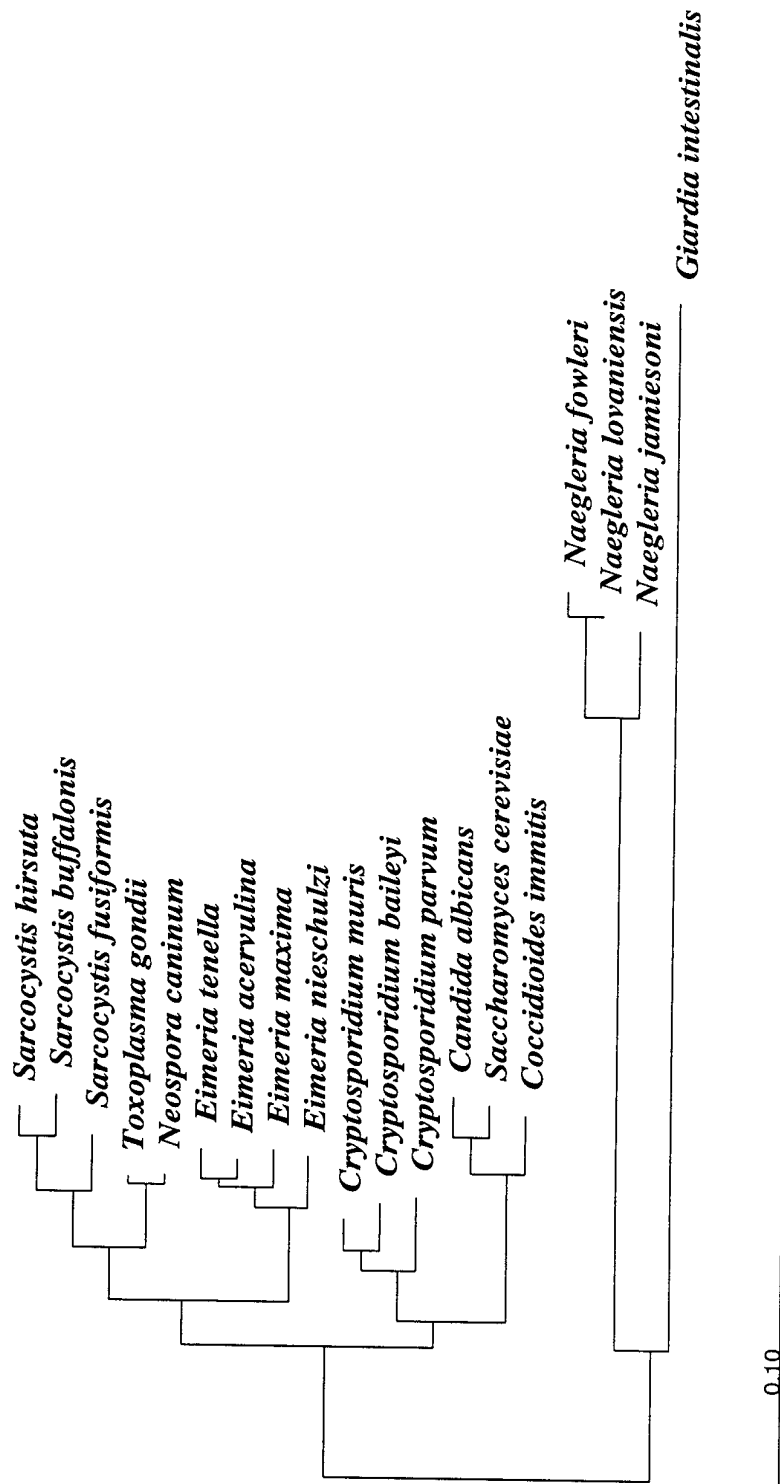 Sarcocystis hirsuta
Sarcocystis buffalonis
Sarcocystis fusiformis
Toxoplasma gondii
Neospora caninum
Eimeria tenella
Eimeria acervulina
Eimeria maxima
Eimeria nieschulzi
Cryptosporidium muris
Cryptosporidium baileyi
Cryptosporidium parvum
Candida albicans
Saccharomyces cerevisiae
Coccidioides immitis
Naegleria fowleri
Naegleria lovaniensis
Naegleria jamiesoni
Giardia intestinalis
0.10